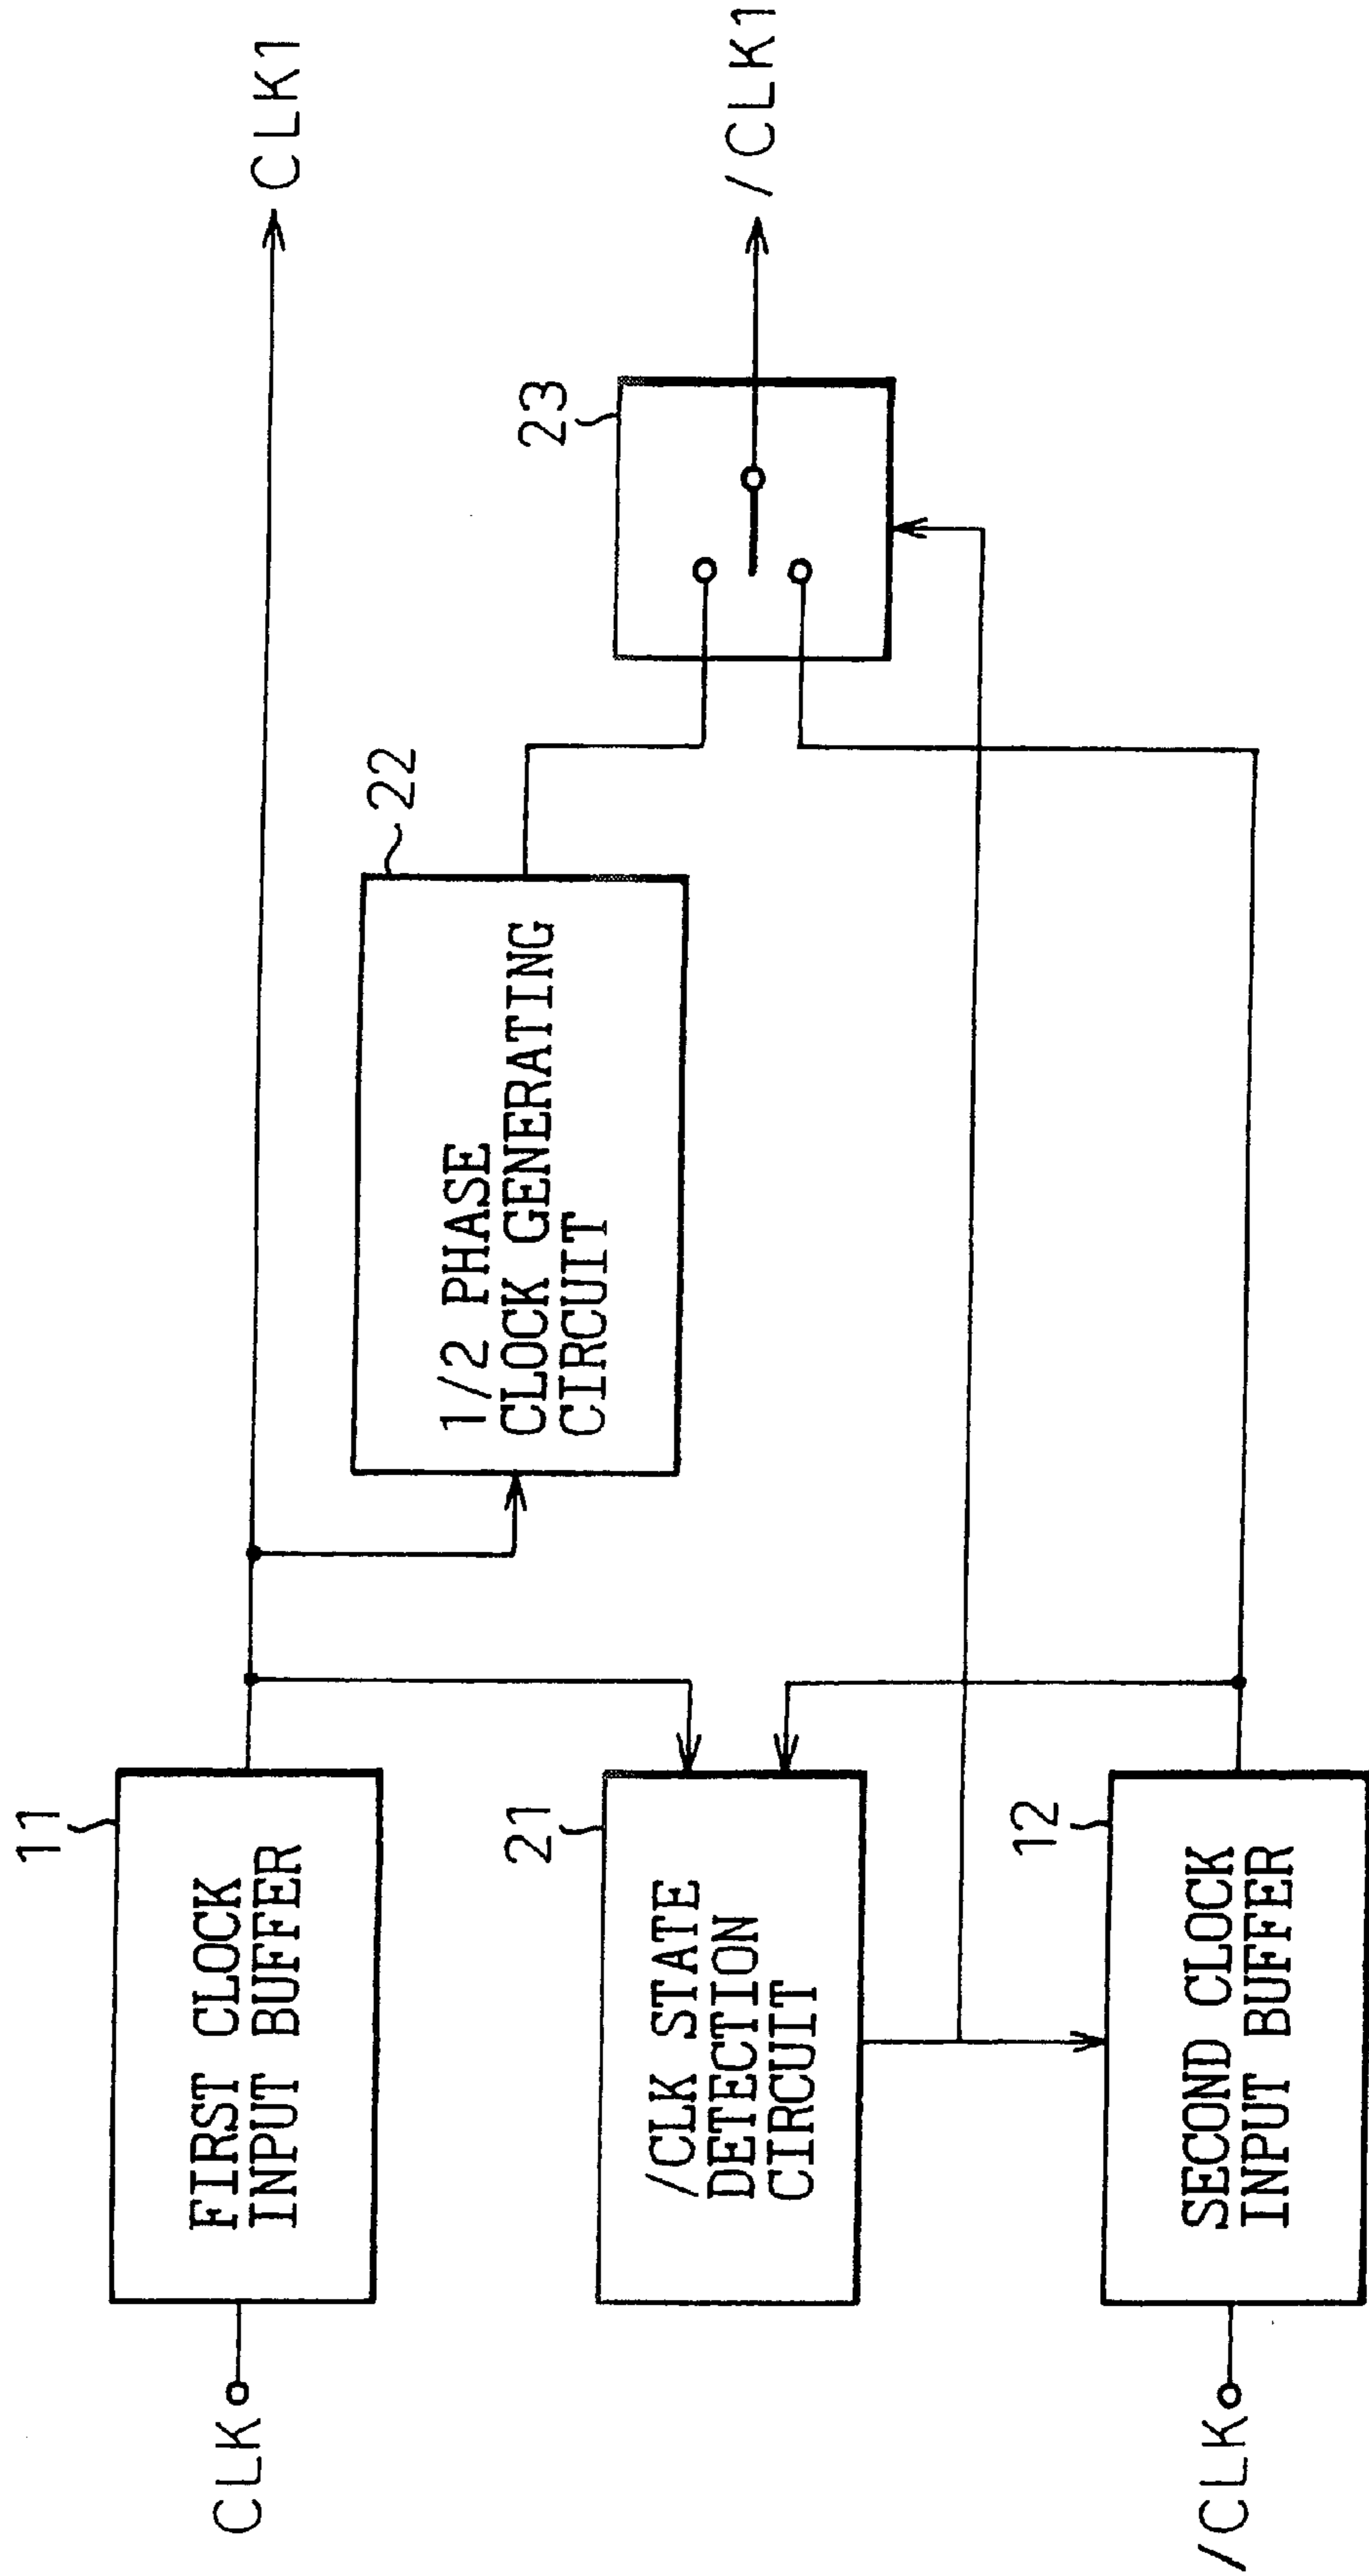 CLK
11
FIRST CLOCK
INPUT BUFFER
CLK1
22
1/2 PHASE
CLOCK GENERATING
CIRCUIT
21
/CLK STATE
DETECTION
CIRCUIT
23
/CLK1
/CLK
12
SECOND CLOCK
INPUT BUFFER